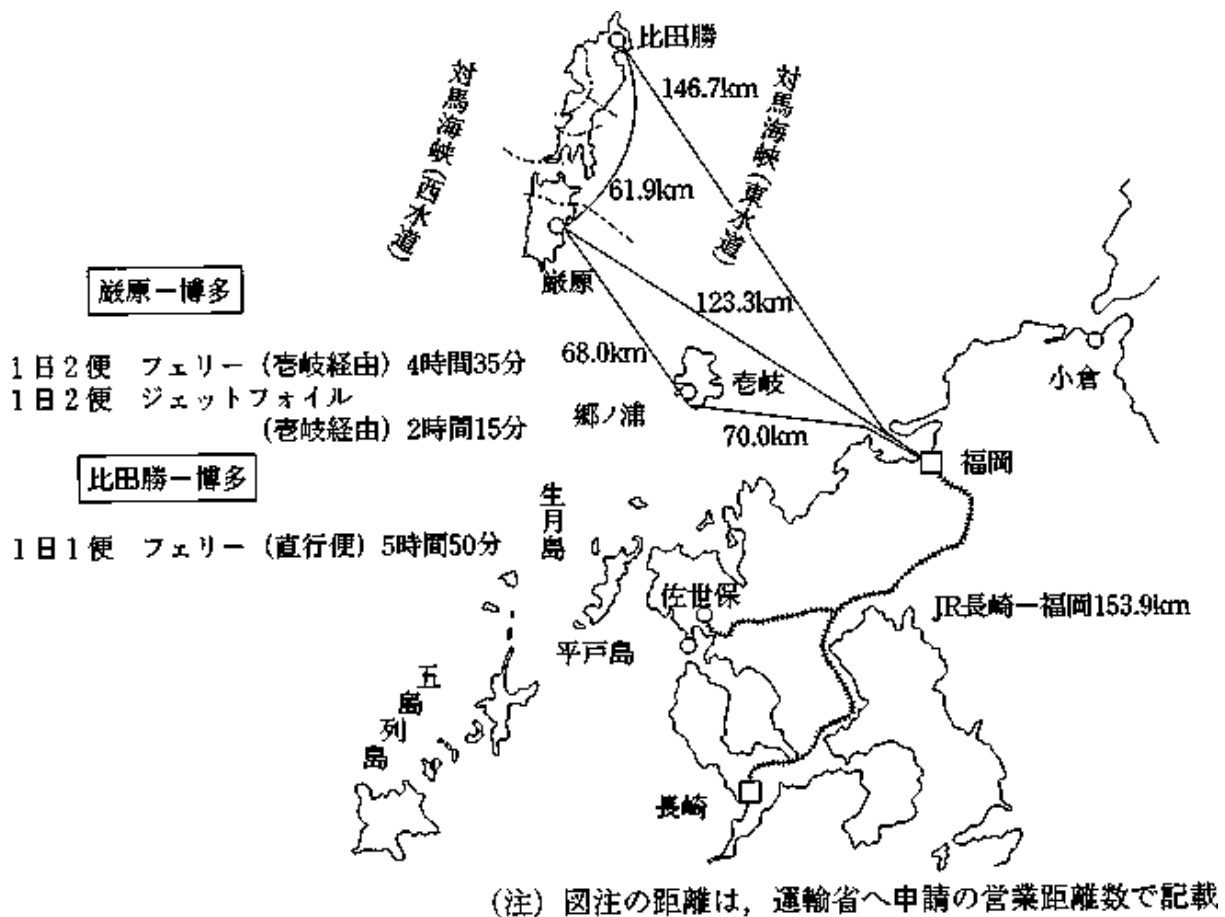 比田勝
対馬海峡(西水道)
対馬海峡(東水道)
146.7km
61.9km
厳原
123.3km
厳原−博多
68.0km
1日2便 フェリー(壱岐経由)4時間35分
1日2便 ジェットフォイル
(壱岐経由)2時間15分
壱岐
小倉
郷ノ浦
70.0km
福岡
比田勝−博多
1日1便 フェリー(直行便)5時間50分
生月島
佐世保
JR長崎−福岡153.9km
平戸島
五島列島
長崎
(注) 図注の距離は,運輸省へ申請の営業距離数で記載